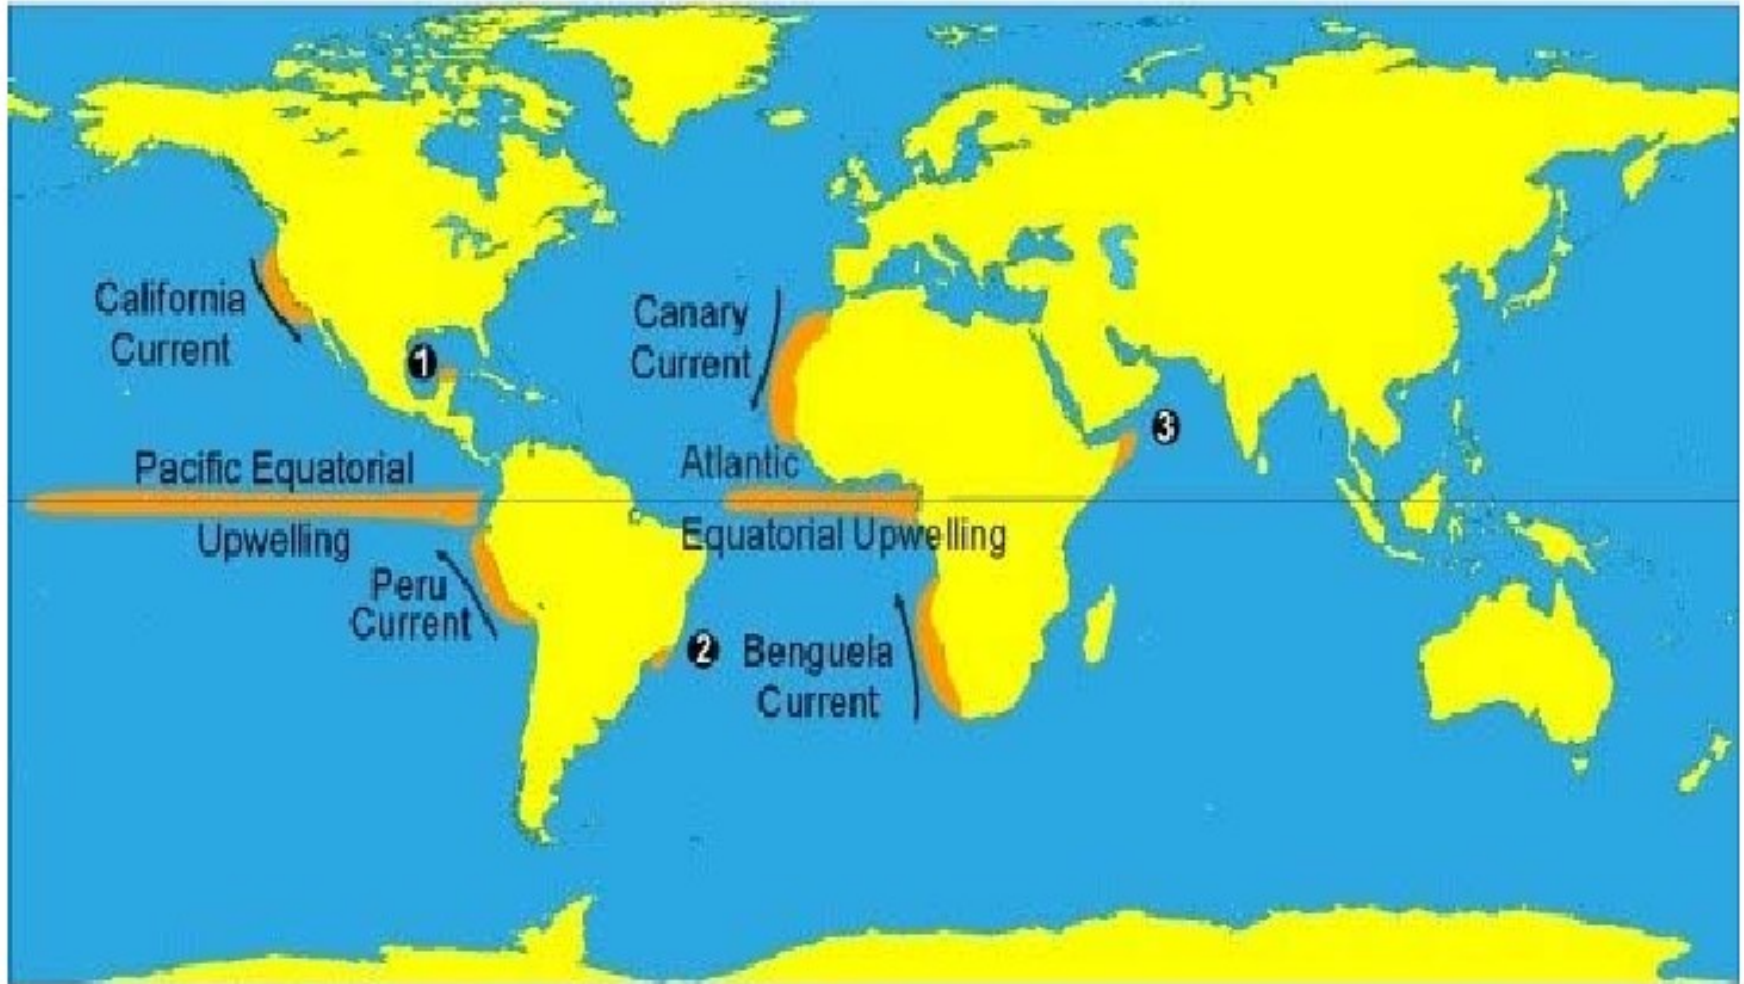 California
Current
1
Canary
Current
3
Pacific Equatorial
Upwelling
Atlantic
Equatorial Upwelling
Peru
Current
2
Benguela
Current